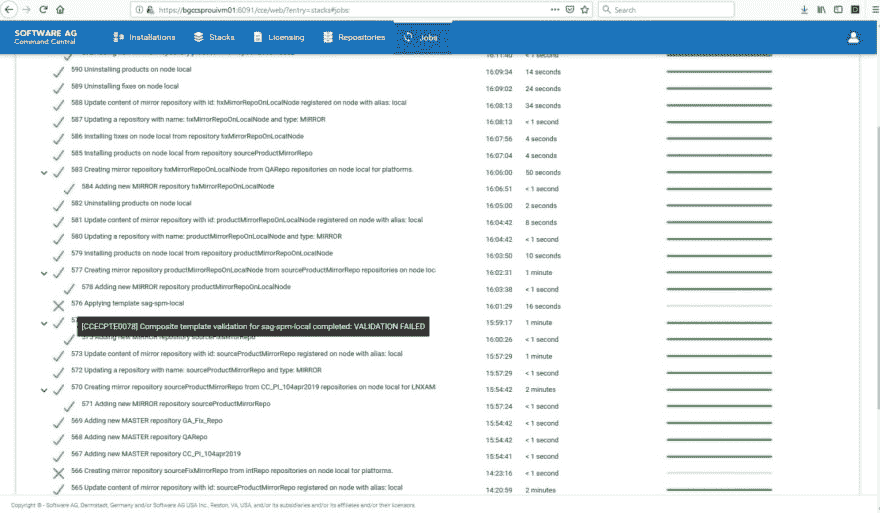 https://bgccsprouivm01:8091/cce/web/?entry=stacks#jobs:
Search
SOFTWARE AG
Command Central
Installations
Stacks
Licensing
Repositories
Jobs
16:11:40 < 1 second
590 Uninstalling products on node local 16:09:34 14 seconds
589 Uninstalling fixes on node local 16:09:02 24 seconds
588 Update content of mirror repository with id: fixMirrorRepoOnLocalNode registered on node with alias: local 16:08:13 34 seconds
587 Updating a repository with name: fixMirrorRepoOnLocalNode and type: MIRROR 16:08:13 < 1 second
586 Installing fixes on node local from repository fixMirrorRepoOnLocalNode 16:07:56 4 seconds
585 Installing products on node local from repository sourceProductMirrorRepo 16:07:04 4 seconds
583 Creating mirror repository fixMirrorRepoOnLocalNode from QARepo repositories on node local for platforms. 16:06:00 50 seconds
584 Adding new MIRROR repository fixMirrorRepoOnLocalNode 16:06:51 < 1 second
582 Uninstalling products on node local 16:05:00 2 seconds
581 Update content of mirror repository with id: productMirrorRepoOnLocalNode registered on node with alias: local 16:04:42 8 seconds
580 Updating a repository with name: productMirrorRepoOnLocalNode and type: MIRROR 16:04:42 < 1 second
579 Installing products on node local from repository productMirrorRepoOnLocalNode 16:03:50 10 seconds
577 Creating mirror repository productMirrorRepoOnLocalNode from sourceProductMirrorRepo repositories on node loc 16:02:31 1 minute
578 Adding new MIRROR repository productMirrorRepoOnLocalNode 16:03:38 < 1 second
576 Applying template sag-spm-local 16:01:29 16 seconds
[CCECPTE0078] Composite template validation for sag-spm-local completed: VALIDATION FAILED 15:59:17 1 minute
575 Adding new MIRROR repository sourceFixMirrorRepo 16:00:26 < 1 second
573 Update content of mirror repository with id: sourceProductMirrorRepo registered on node with alias: local 15:57:29 1 minute
572 Updating a repository with name: sourceProductMirrorRepo and type: MIRROR 15:57:29 < 1 second
570 Creating mirror repository sourceProductMirrorRepo from CC_PI_104apr2019 repositories on node local for LNXAM 15:54:42 2 minutes
571 Adding new MIRROR repository sourceProductMirrorRepo 15:57:24 < 1 second
569 Adding new MASTER repository GA_Fix_Repo 15:54:42 < 1 second
568 Adding new MASTER repository QARepo 15:54:42 < 1 second
567 Adding new MASTER repository CC_PI_104apr2019 15:54:41 < 1 second
566 Creating mirror repository sourceFixMirrorRepo from intRepo repositories on node local for platforms. 14:23:16 < 1 second
565 Update content of mirror repository with id: sourceProductMirrorRepo registered on node with alias: local 14:20:59 2 minutes
Copyright © - Software AG, Darmstadt, Germany and/or Software AG USA Inc., Reston, VA, USA, and/or its subsidiaries and/or its affiliates and/or their licensors.